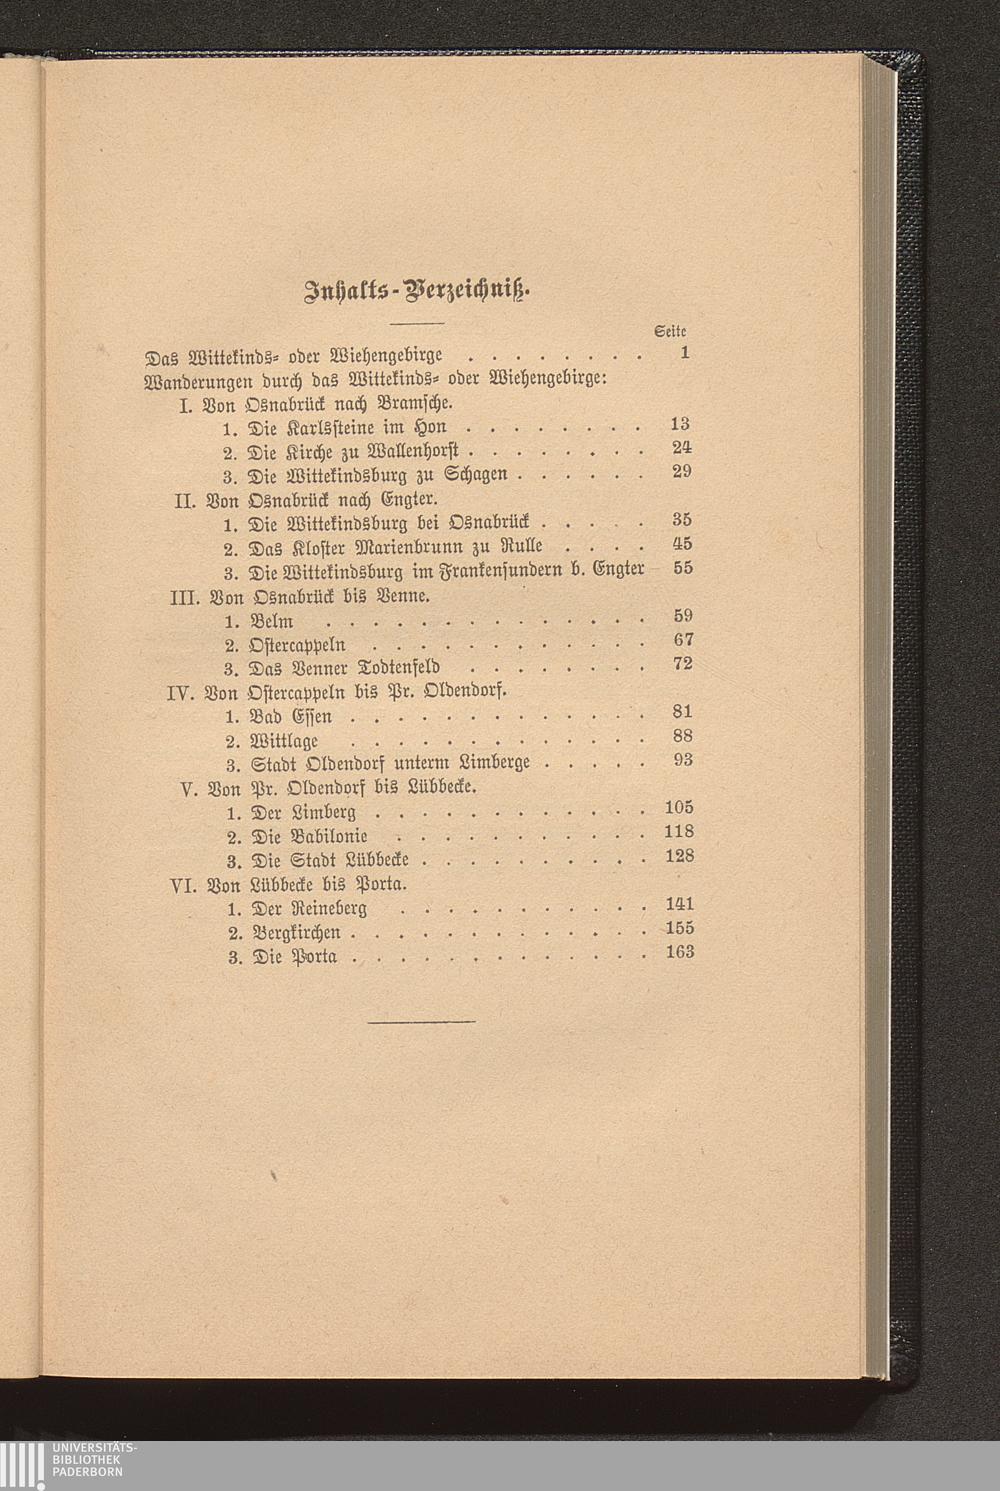 Inhalts-Verzeichniß.
Seite
Das Wittekinds- oder Wiehengebirge . . . . . . . . 1
Wanderungen durch das Wittekinds- oder Wiehengebirge:
I. Von Osnabrück nach Bramsche.
1. Die Karlssteine im Hon . . . . . . . . 13
2. Die Kirche zu Wallenhorst . . . . . . . . 24
3. Die Wittekindsburg zu Schagen . . . . . . 29
II. Von Osnabrück nach Engter.
1. Die Wittekindsburg bei Osnabrück . . . . . 35
2. Das Kloster Marienbrunn zu Rulle . . . . 45
3. Die Wittekindsburg im Frankensundern b. Engter 55
III. Von Osnabrück bis Venne.
1. Belm . . . . . . . . . . . . . . 59
2. Ostercappeln . . . . . . . . . . . . 67
3. Das Venner Todtenfeld . . . . . . . . 72
IV. Von Ostercappeln bis Pr. Oldendorf.
1. Bad Essen . . . . . . . . . . . . . 81
2. Wittlage . . . . . . . . . . . . . 88
3. Stadt Oldendorf unterm Limberge . . . . . 93
V. Von Pr. Oldendorf bis Lübbecke.
1. Der Limberg . . . . . . . . . . . . 105
2. Die Babilonie . . . . . . . . . . . 118
3. Die Stadt Lübbecke . . . . . . . . . . 128
VI. Von Lübbecke bis Porta.
1. Der Reineberg . . . . . . . . . . . 141
2. Bergkirchen . . . . . . . . . . . . . 155
3. Die Porta . . . . . . . . . . . . . 163
UNIVERSITÄTS-
BIBLIOTHEK
PADERBORN